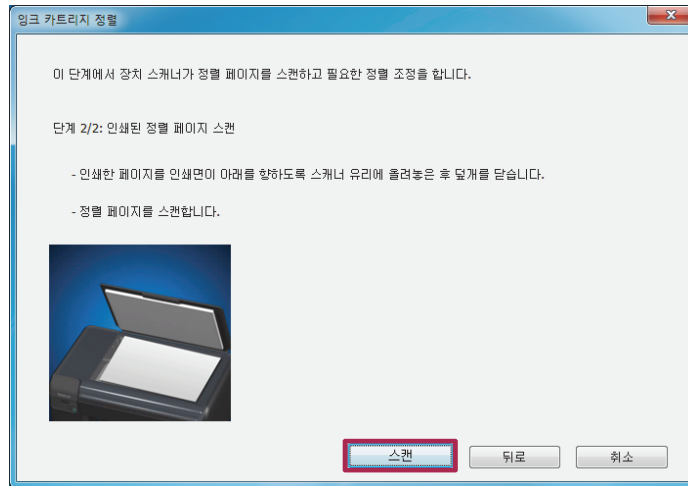 잉크 카트리지 정렬
이 단계에서 장치 스캐너가 정렬 페이지를 스캔하고 필요한 정렬 조정을 합니다.
단계 2/2: 인쇄된 정렬 페이지 스캔
- 인쇄한 페이지를 인쇄면이 아래를 향하도록 스캐너 유리에 올려놓은 후 덮개를 닫습니다.
- 정렬 페이지를 스캔합니다.
스캔
뒤로
취소